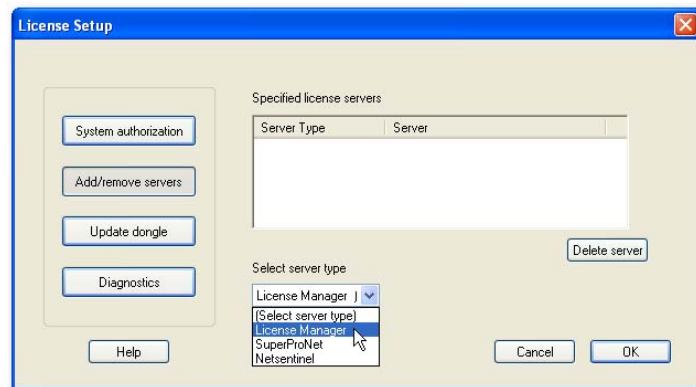 License Setup
Specified license servers
System authorization
Server Type Server
Add/remove servers
Update dongle
Delete server
Select server type
Diagnostics
License Manager
(Select server type)
License Manager
SuperProNet
Netsentinel
Help
Cancel
OK